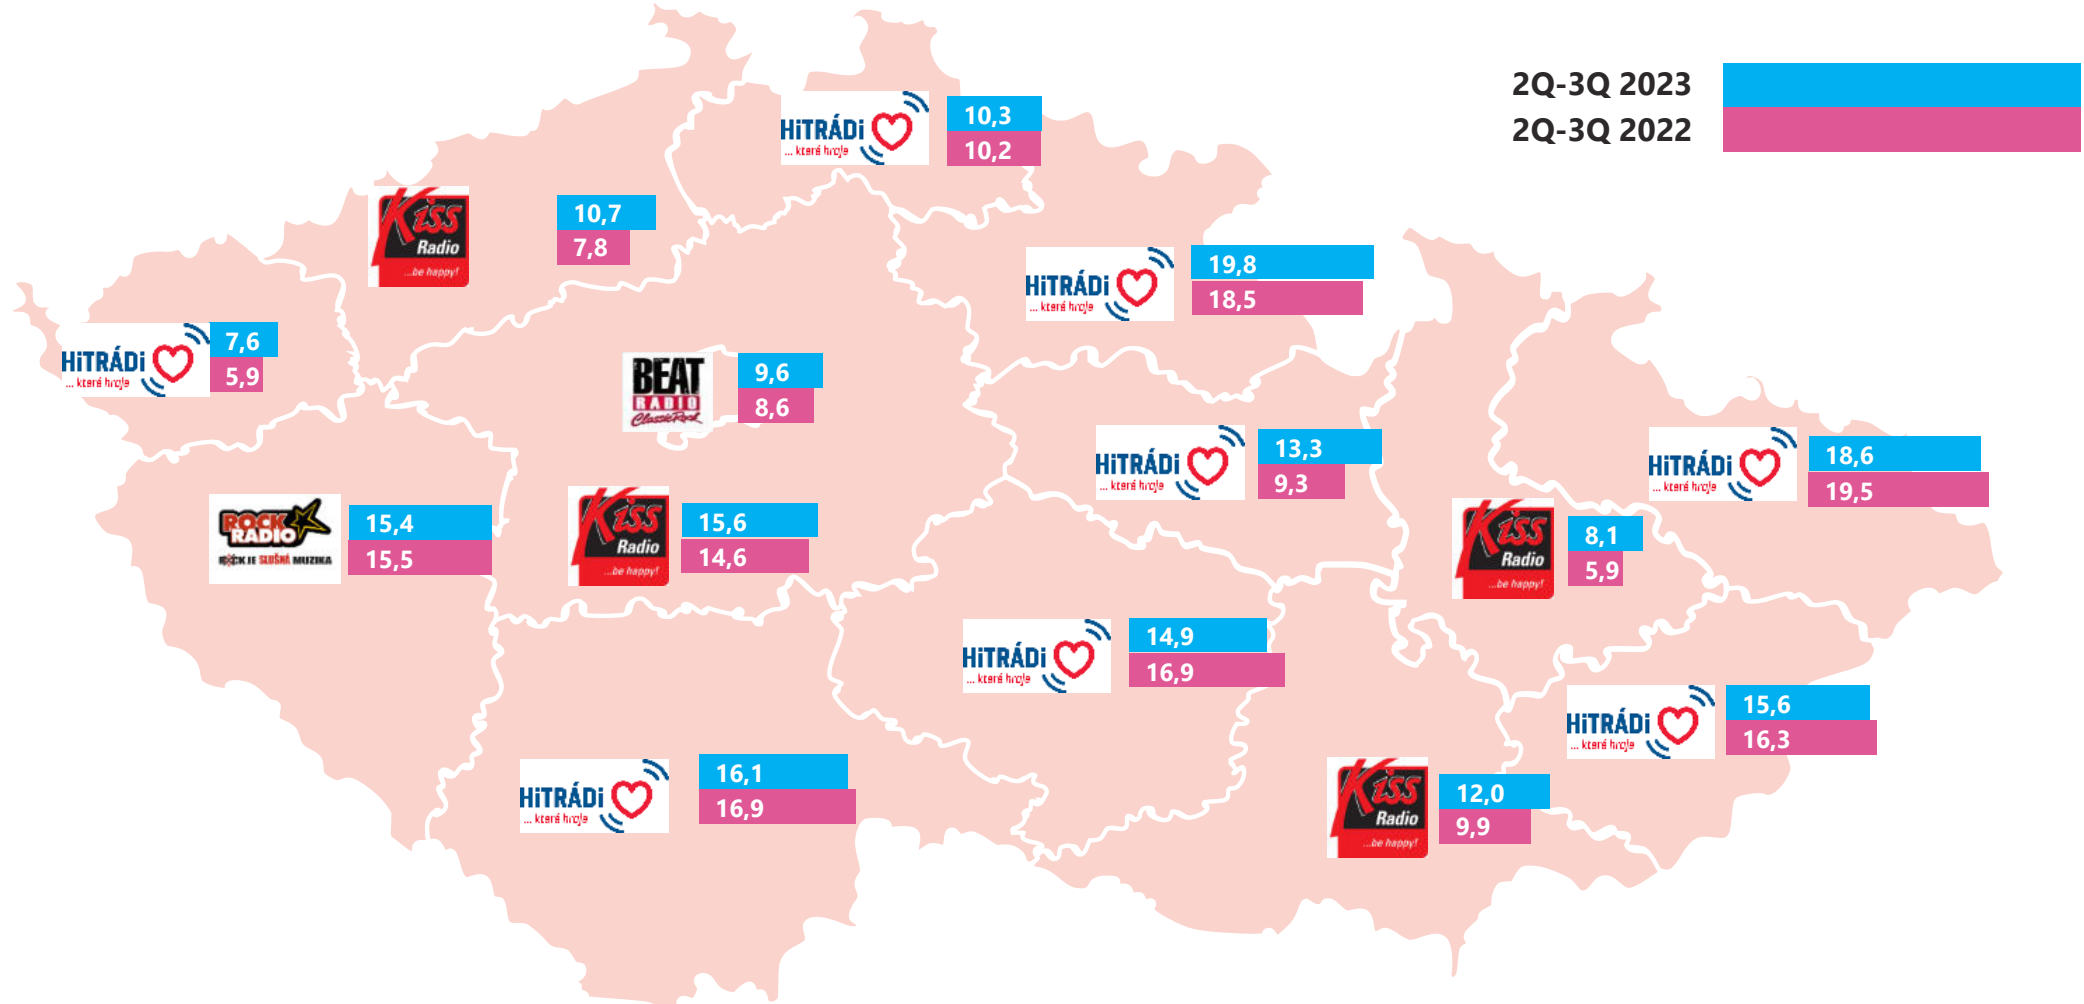 2Q-3Q 2023
2Q-3Q 2022
HiTRÁDi
... které hraje
10,3
10,2
Kiss
Radio
...be happy!
10,7
7,8
HiTRÁDi
... které hraje
19,8
18,5
HiTRÁDi
... které hraje
7,6
5,9
BEAT
RADIO
Classic Rock
9,6
8,6
HiTRÁDi
... které hraje
13,3
9,3
HiTRÁDi
... které hraje
18,6
19,5
ROCK
RADIO
ROCK JE SLUŠNÁ MUZIKA
15,4
15,5
Kiss
Radio
...be happy!
15,6
14,6
Kiss
Radio
...be happy!
8,1
5,9
HiTRÁDi
... které hraje
14,9
16,9
HiTRÁDi
... které hraje
15,6
16,3
HiTRÁDi
... které hraje
16,1
16,9
Kiss
Radio
...be happy!
12,0
9,9